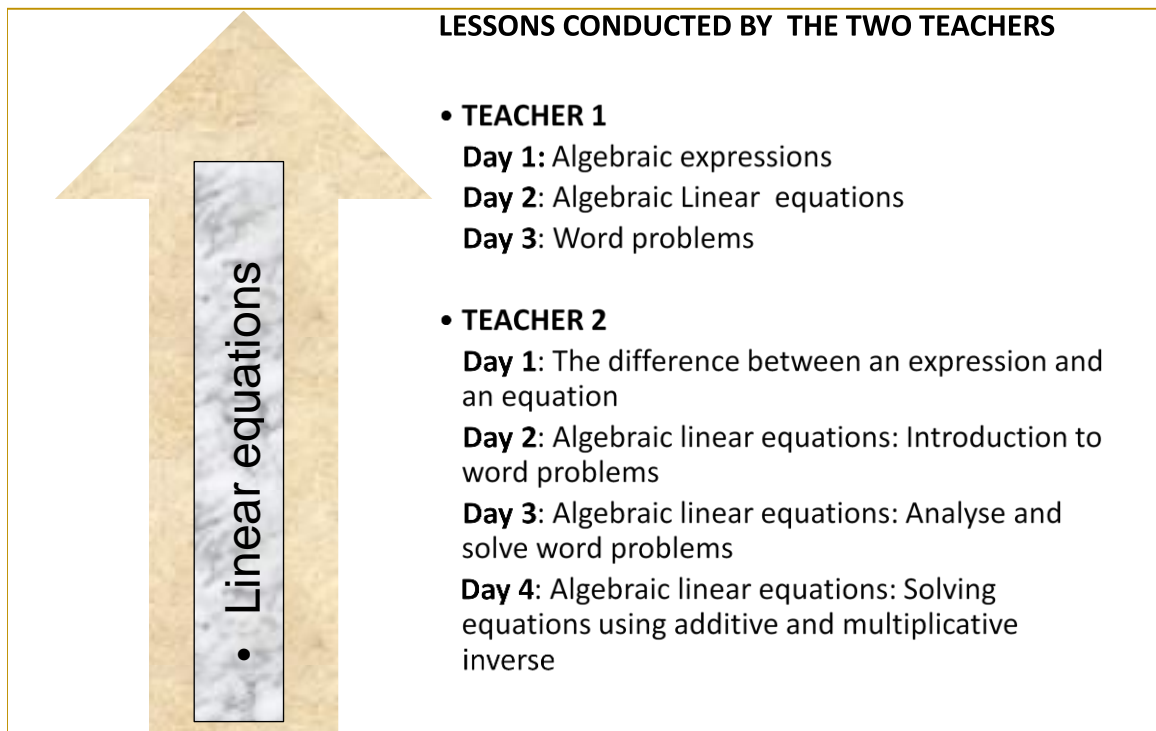 LESSONS CONDUCTED BY THE TWO TEACHERS
• TEACHER 1
Day 1: Algebraic expressions
Day 2: Algebraic Linear equations
Day 3: Word problems
• TEACHER 2
Day 1: The difference between an expression and
an equation
Day 2: Algebraic linear equations: Introduction to
word problems
Day 3: Algebraic linear equations: Analyse and
solve word problems
Day 4: Algebraic linear equations: Solving
equations using additive and multiplicative
inverse
• Linear equations